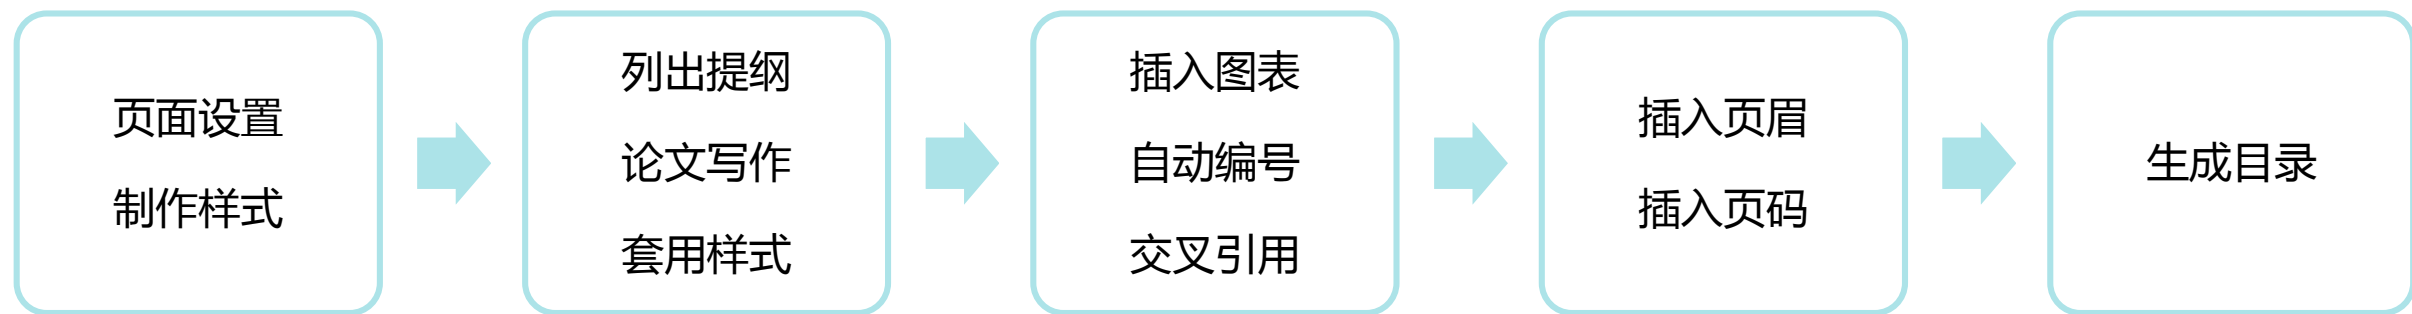 页面设置
制作样式
列出提纲
论文写作
套用样式
插入图表
自动编号
交叉引用
插入页眉
插入页码
生成目录